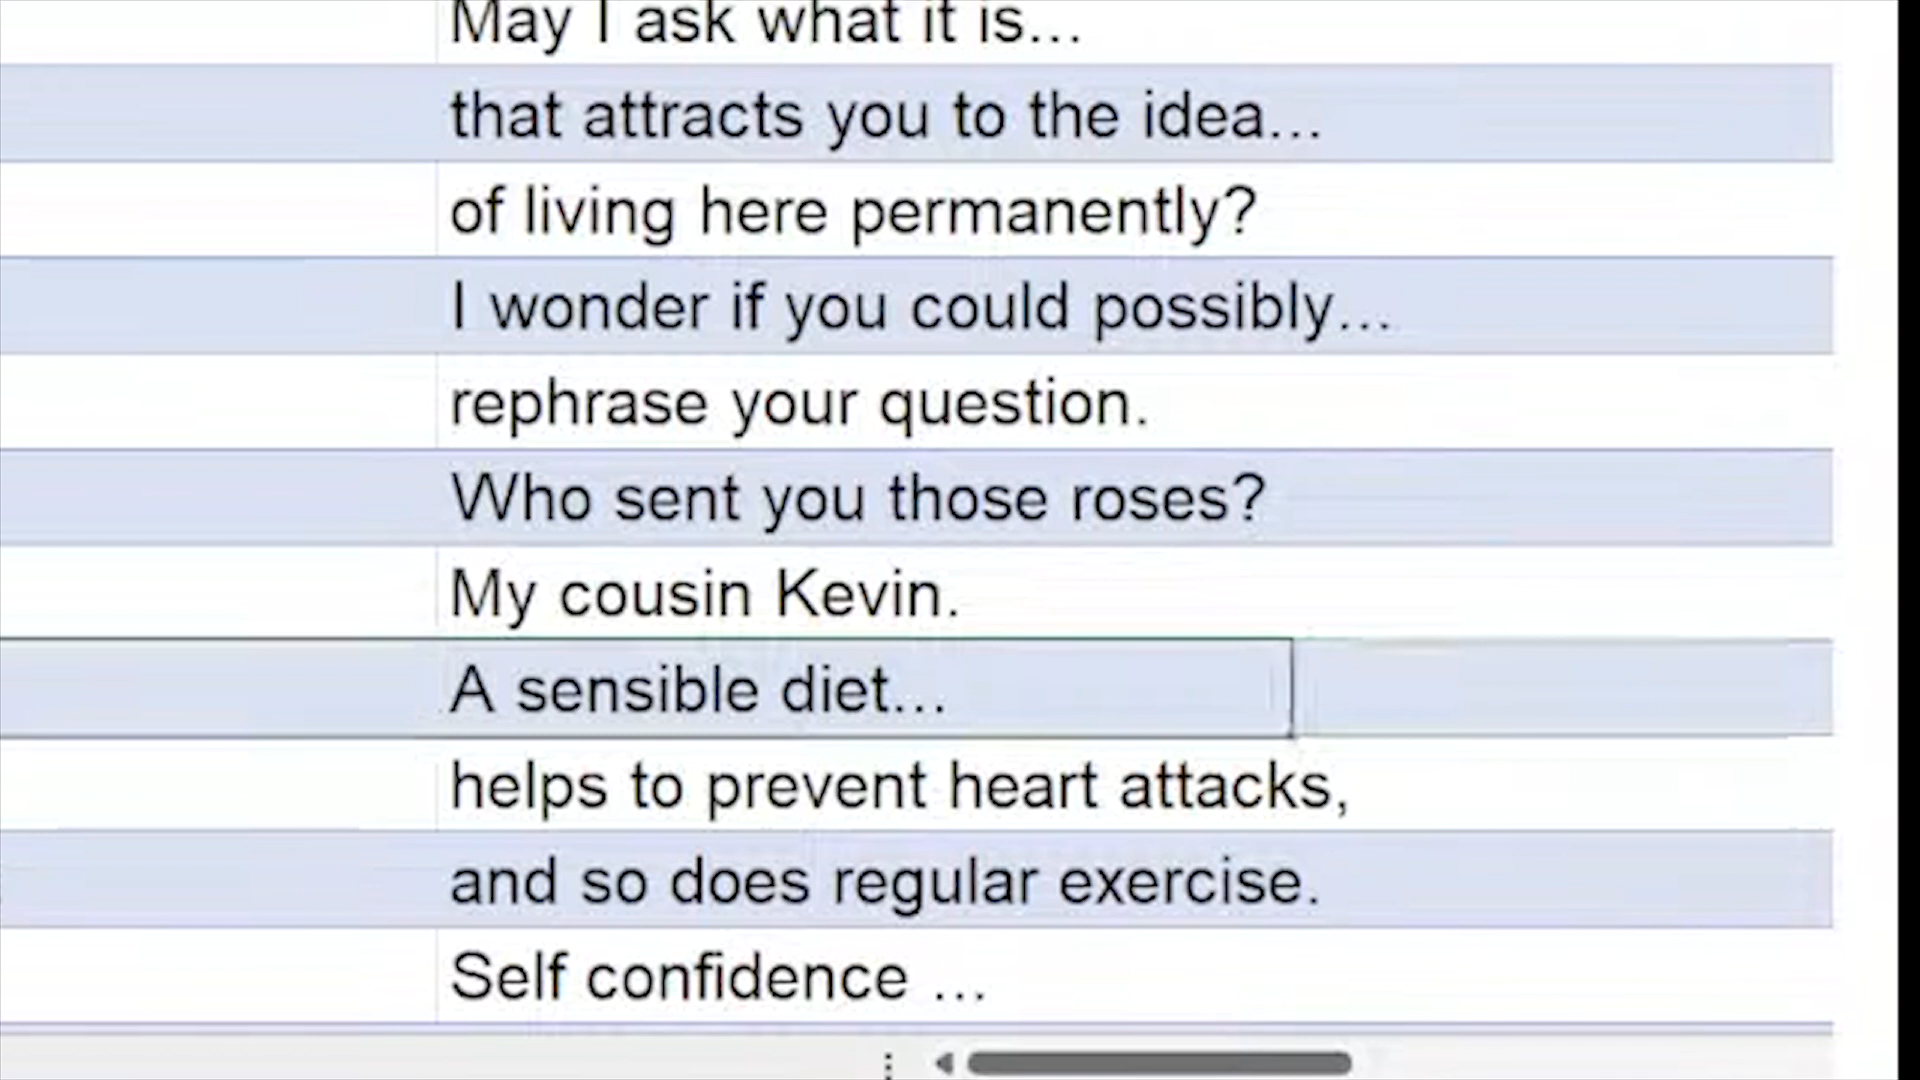 May I ask what it is...
that attracts you to the idea...
of living here permanently?
I wonder if you could possibly...
rephrase your question.
Who sent you those roses?
My cousin Kevin.
A sensible diet...
helps to prevent heart attacks,
and so does regular exercise.
Self confidence ...